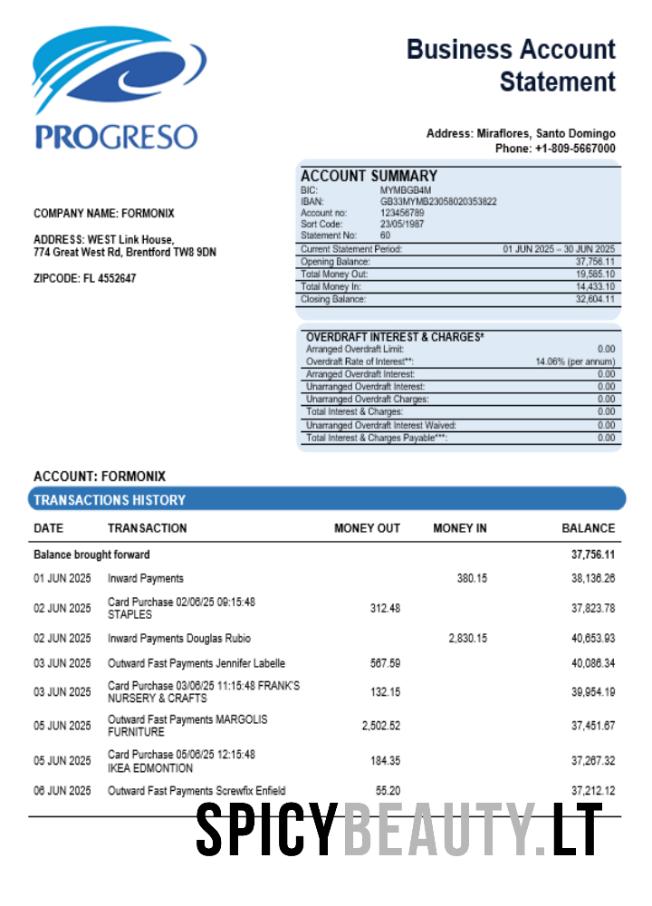 PROGRESO
Business Account
Statement
Address: Miraflores, Santo Domingo
Phone: +1-809-5667000
COMPANY NAME: FORMONIX
ADDRESS: WEST Link House,
774 Great West Rd, Brentford TW8 9DN
ZIPCODE: FL 4552647
ACCOUNT SUMMARY
BIC: MYMBGB4M
IBAN: GB33MYMB23058020353822
Account no: 123456789
Sort Code: 23/05/1987
Statement No: 60
Current Statement Period: 01 JUN 2025 – 30 JUN 2025
Opening Balance: 37,756.11
Total Money Out: 19,585.10
Total Money In: 14,433.10
Closing Balance: 32,604.11
OVERDRAFT INTEREST & CHARGES*
Arranged Overdraft Limit: 0.00
Overdraft Rate of Interest**: 14.06% (per annum)
Arranged Overdraft Interest: 0.00
Unarranged Overdraft Interest: 0.00
Unarranged Overdraft Charges: 0.00
Total Interest & Charges: 0.00
Unarranged Overdraft Interest Waived: 0.00
Total Interest & Charges Payable***: 0.00
ACCOUNT: FORMONIX
TRANSACTIONS HISTORY
DATE TRANSACTION MONEY OUT MONEY IN BALANCE
Balance brought forward 37,756.11
01 JUN 2025 Inward Payments 380.15 38,136.26
02 JUN 2025 Card Purchase 02/06/25 09:15:48 312.48 37,823.78
STAPLES
02 JUN 2025 Inward Payments Douglas Rubio 2,830.15 40,653.93
03 JUN 2025 Outward Fast Payments Jennifer Labelle 567.59 40,086.34
03 JUN 2025 Card Purchase 03/06/25 11:15:48 FRANK'S 132.15 39,954.19
NURSERY & CRAFTS
05 JUN 2025 Outward Fast Payments MARGOLIS 2,502.52 37,451.67
FURNITURE
05 JUN 2025 Card Purchase 05/06/25 12:15:48 184.35 37,267.32
IKEA EDMONTION
06 JUN 2025 Outward Fast Payments Screwfix Enfield 55.20 37,212.12
SPICYBEAUTY.LT